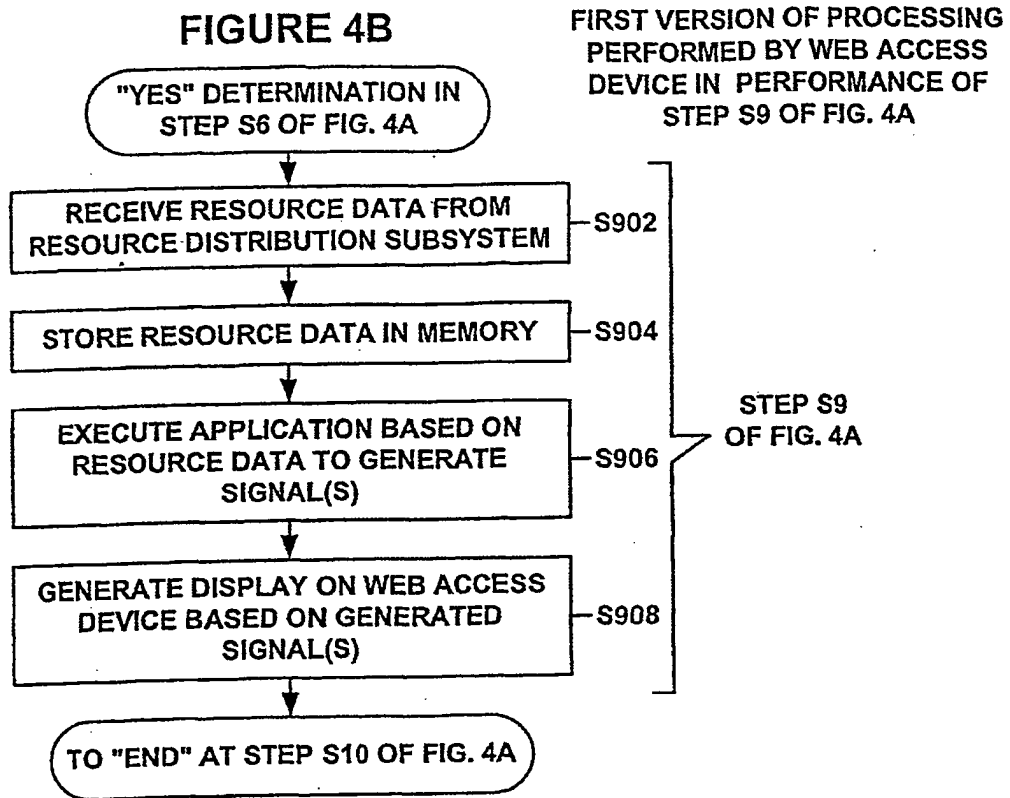 FIGURE 4B
FIRST VERSION OF PROCESSING
PERFORMED BY WEB ACCESS
DEVICE IN PERFORMANCE OF
STEP S9 OF FIG. 4A
"YES" DETERMINATION IN
STEP S6 OF FIG. 4A
RECEIVE RESOURCE DATA FROM
RESOURCE DISTRIBUTION SUBSYSTEM
S902
STORE RESOURCE DATA IN MEMORY
S904
EXECUTE APPLICATION BASED ON
RESOURCE DATA TO GENERATE
SIGNAL(S)
S906
GENERATE DISPLAY ON WEB ACCESS
DEVICE BASED ON GENERATED
SIGNAL(S)
S908
STEP S9
OF FIG. 4A
TO "END" AT STEP S10 OF FIG. 4A